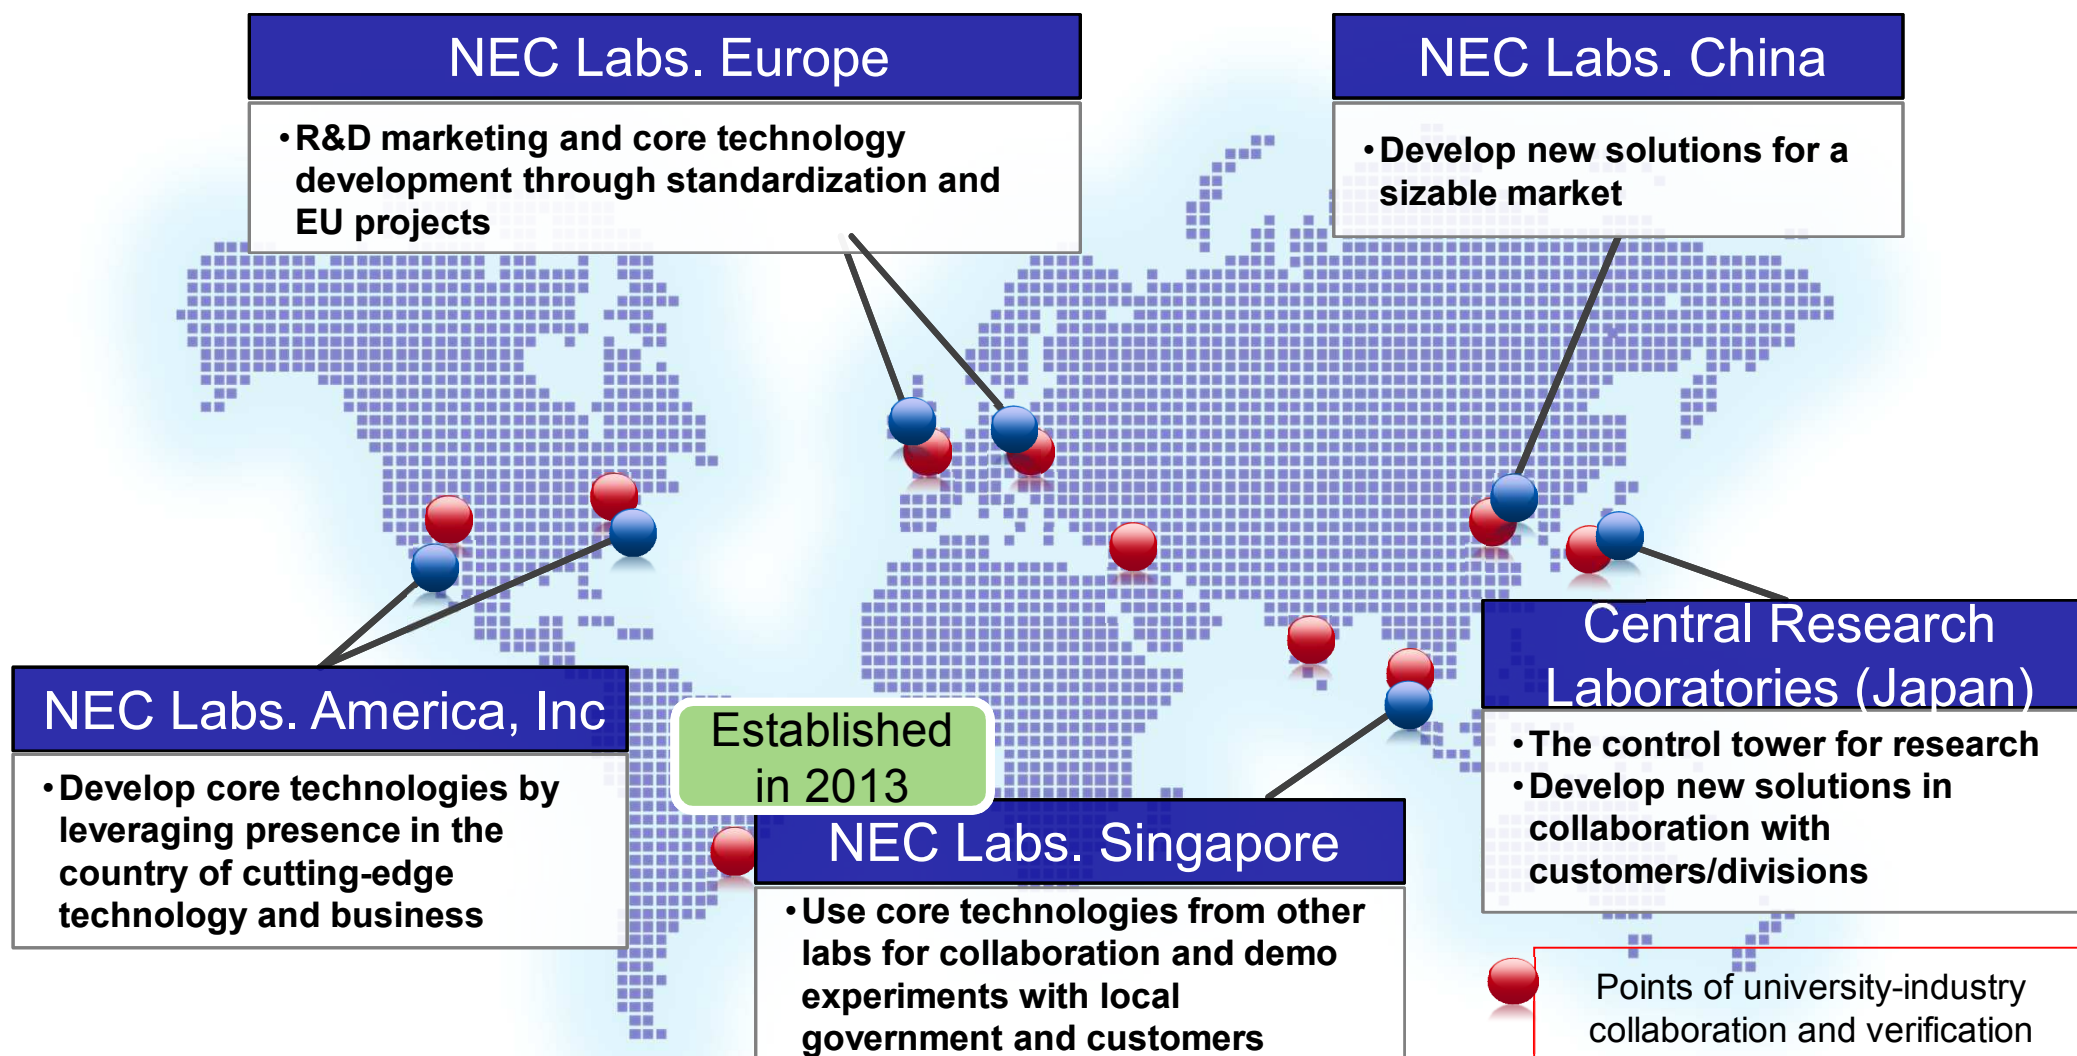 NEC Labs. Europe
•R&D marketing and core technology
development through standardization and
EU projects
NEC Labs. China
•Develop new solutions for a
sizable market
NEC Labs. America, Inc
•Develop core technologies by
leveraging presence in the
country of cutting-edge
technology and business
Established
in 2013
NEC Labs. Singapore
•Use core technologies from other
labs for collaboration and demo
experiments with local
government and customers
Central Research
Laboratories (Japan)
•The control tower for research
•Develop new solutions in
collaboration with
customers/divisions
Points of university-industry
collaboration and verification